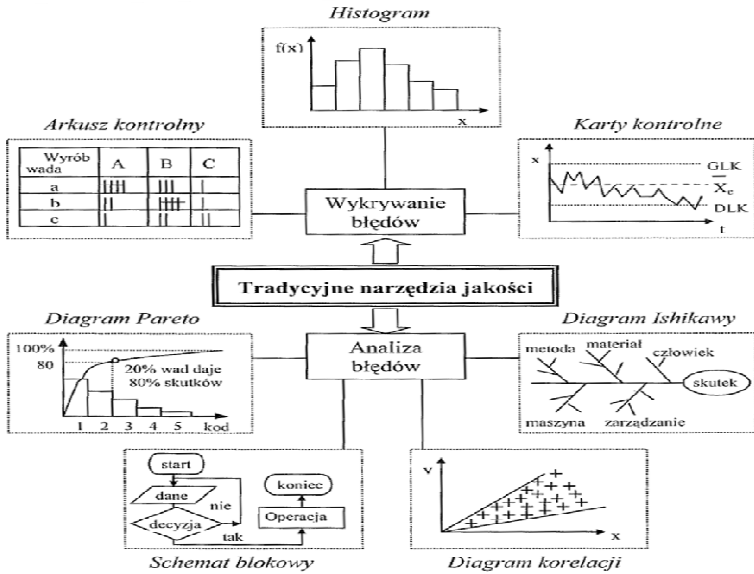 Histogram
f(x)
x
Arkusz kontrolny
Wyrób
wada
A
B
C
a
b
c
Karty kontrolne
x
GLK
X̅c
DLK
t
Wykrywanie
błędów
Tradycyjne narzędzia jakości
Diagram Pareto
100%
80
20% wad daje
80% skutków
1 2 3 4 5 kod
Analiza
błędów
Diagram Ishikawy
metoda
materiał
człowiek
skutek
maszyna
zarządzanie
start
dane
nie
decyzja
tak
koniec
Operacja
Schemat blokowy
v
x
Diagram korelacji